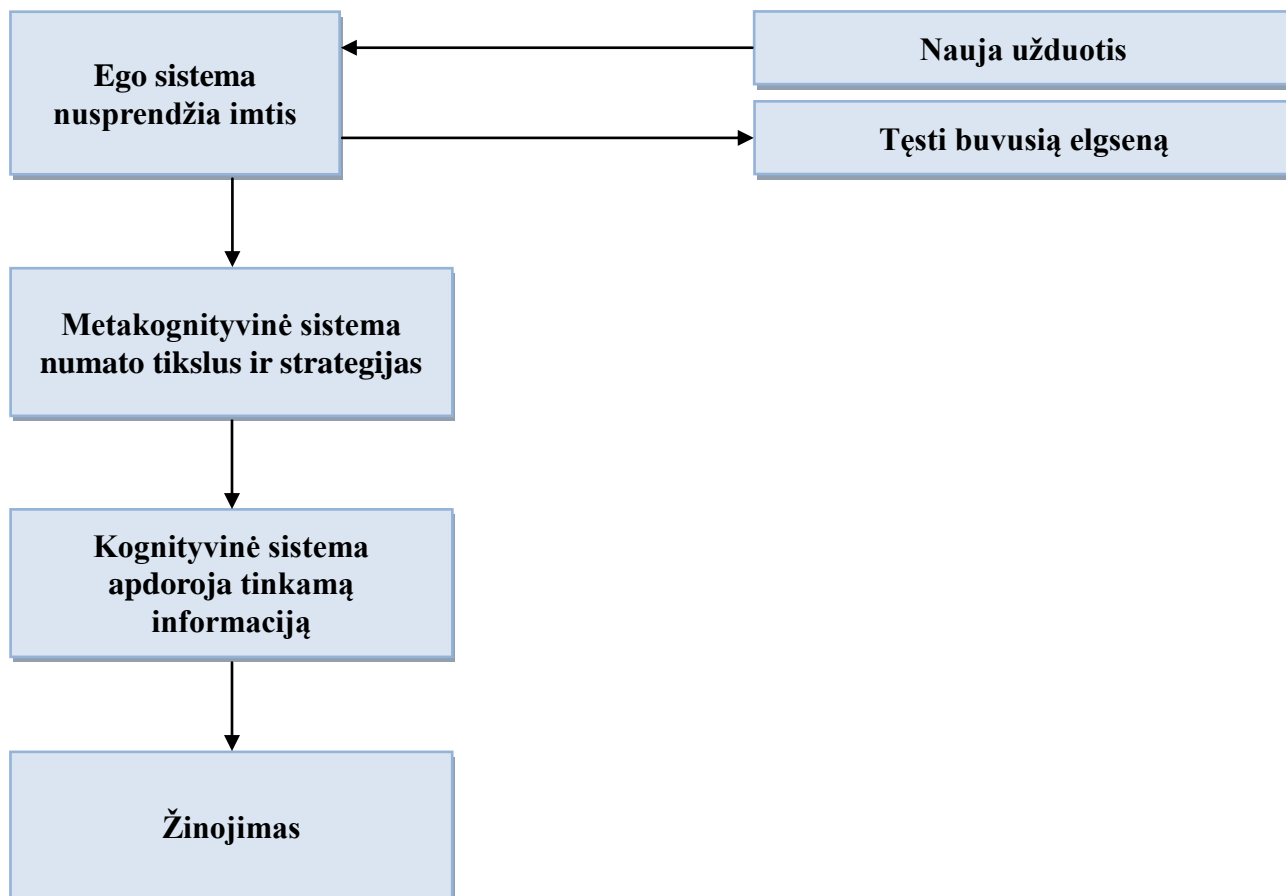 Ego sistema
nusprendžia imtis
Nauja užduotis
Tęsti buvusią elgseną
Metakognityvinė sistema
numato tikslus ir strategijas
Kognityvinė sistema
apdoroja tinkamą
informaciją
Žinojimas